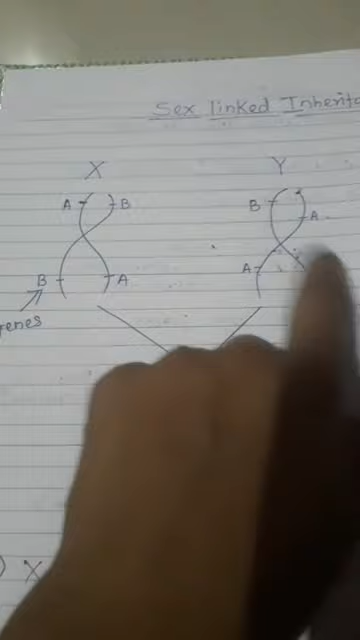 Sex linked Inherit
X Y
A B B A
B A A
enes
X